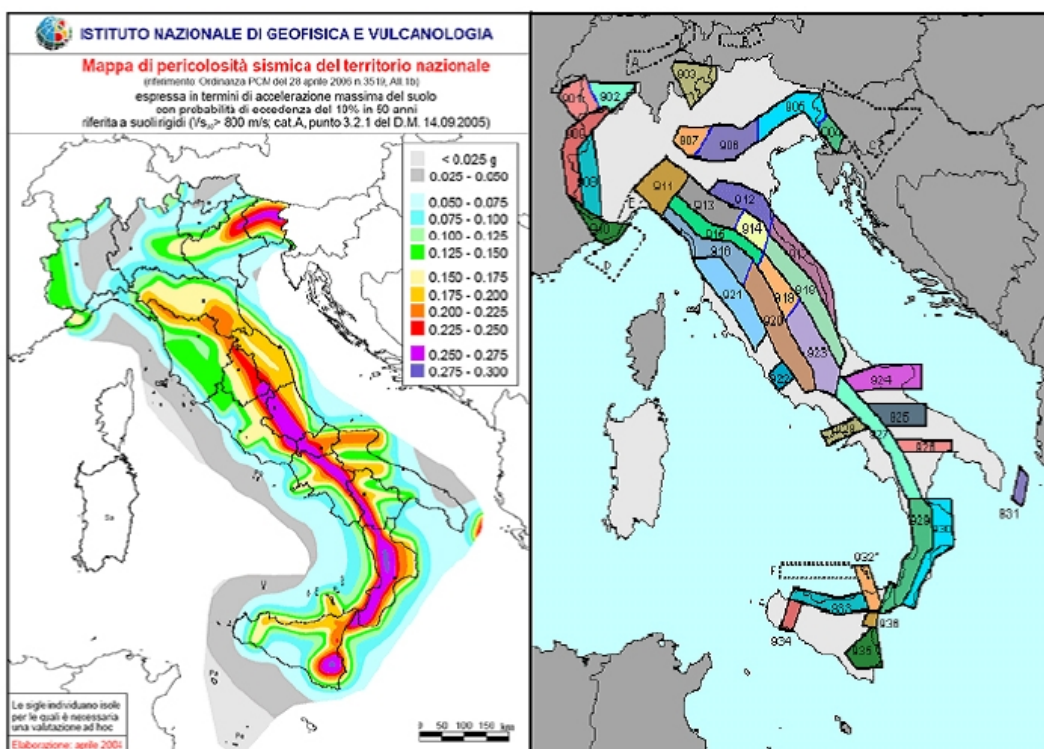 ISTITUTO NAZIONALE DI GEOFISICA E VULCANOLOGIA
Mappa di pericolosità sismica del territorio nazionale
(riferimento: Ordinanza PCM del 28 aprile 2006 n.3519, All.1b)
espressa in termini di accelerazione massima del suolo
con probabilità di eccedenza del 10% in 50 anni
riferita a suoli rigidi (Vs₃₀> 800 m/s; cat.A, punto 3.2.1 del D.M. 14.09.2005)
< 0.025 g
0.025 - 0.050
0.050 - 0.075
0.075 - 0.100
0.100 - 0.125
0.125 - 0.150
0.150 - 0.175
0.175 - 0.200
0.200 - 0.225
0.225 - 0.250
0.250 - 0.275
0.275 - 0.300
Le sigle individuano isole
per le quali è necessaria
una valutazione ad hoc
Elaborazione: aprile 2004
0 50 100 150 km
A
B
903
901
902
905
904
C
907
906
908
909
910
911
E
D
912
913
914
915
916
917
918
919
920
921
922
923
924
925
926
927
928
929
930
931
932
F
933
934
935
936